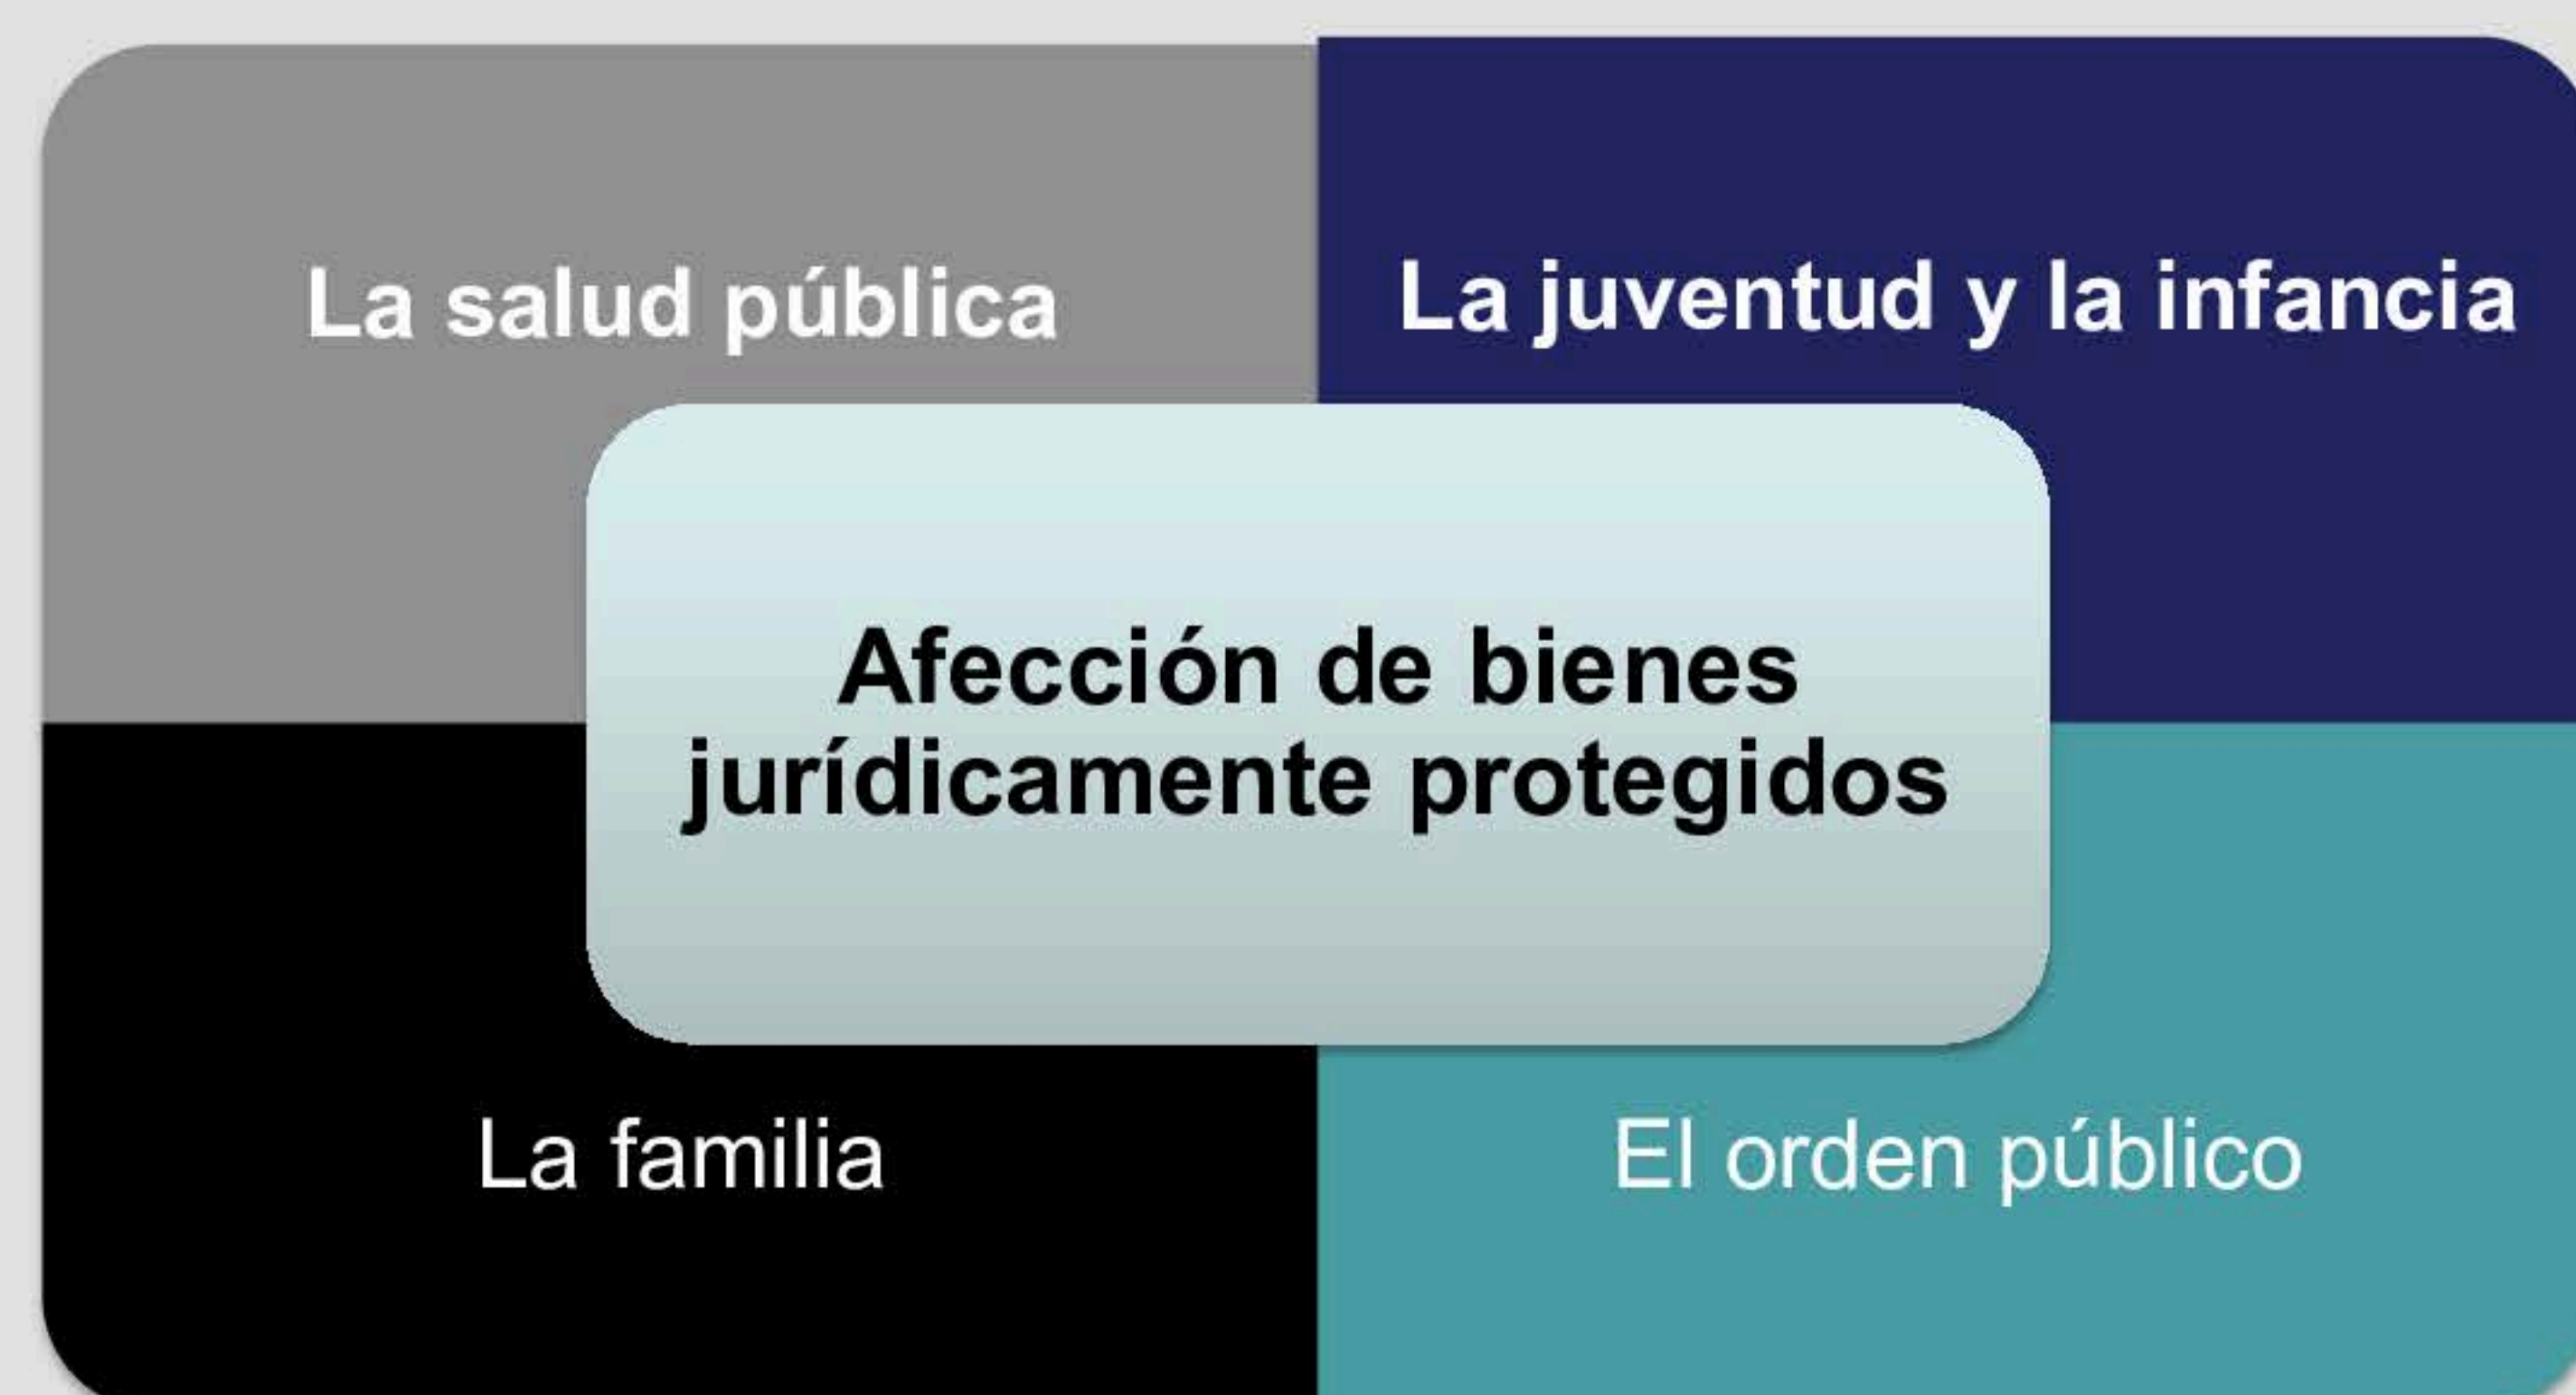 La salud pública
La juventud y la infancia
Afección de bienes
jurídicamente protegidos
La familia
El orden público